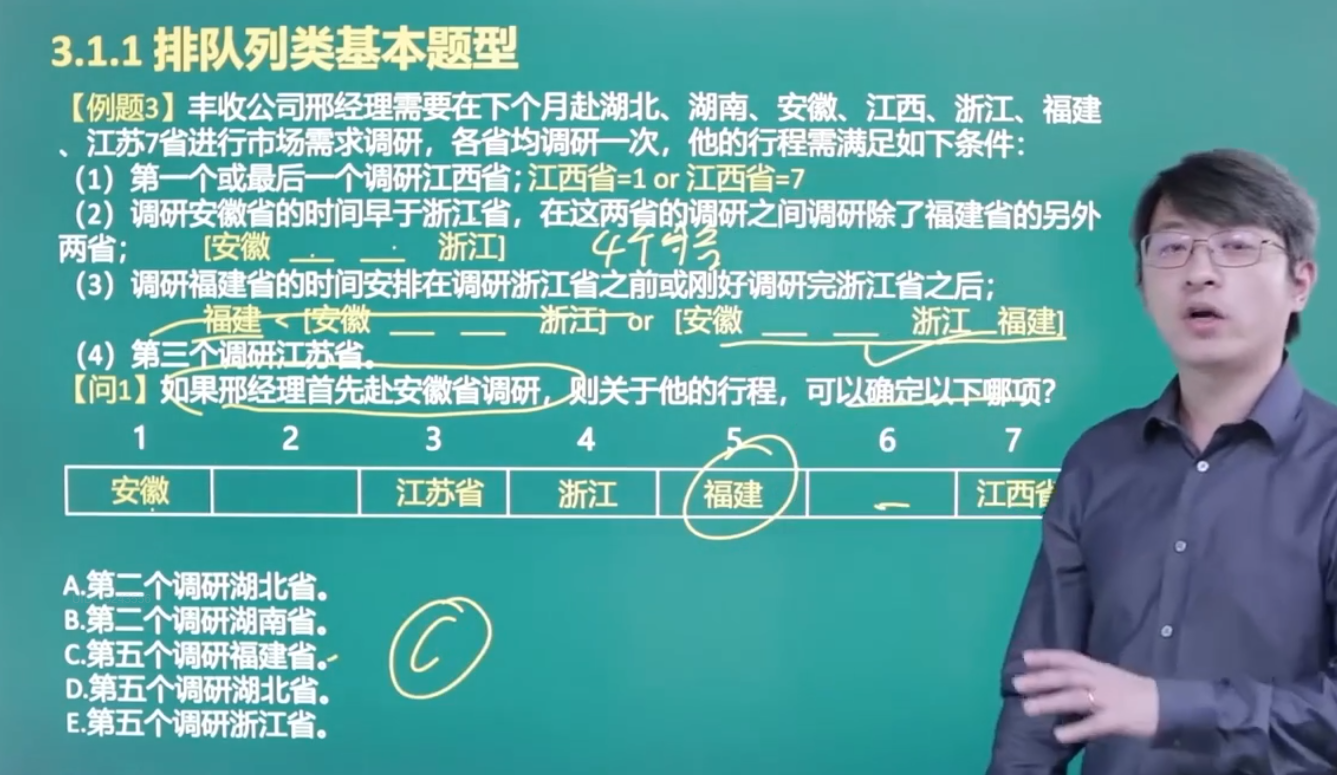 3.1.1 排队列类基本题型
【例题3】丰收公司邢经理需要在下个月赴湖北、湖南、安徽、江西、浙江、福建
、江苏7省进行市场需求调研，各省均调研一次，他的行程需满足如下条件：
（1）第一个或最后一个调研江西省；江西省=1 or 江西省=7
（2）调研安徽省的时间早于浙江省，在这两省的调研之间调研除了福建省的另外
两省； [安徽 __ __ 浙江] 4个位
（3）调研福建省的时间安排在调研浙江省之前或刚好调研完浙江省之后；
福建 < [安徽 __ __ 浙江] or [安徽 __ __ 浙江 福建]
（4）第三个调研江苏省。
【问1】如果邢经理首先赴安徽省调研，则关于他的行程，可以确定以下哪项？
1 2 3 4 5 6 7
安徽 江苏省 浙江 福建 江西省
A.第二个调研湖北省。
B.第二个调研湖南省。
C.第五个调研福建省。
D.第五个调研湖北省。
E.第五个调研浙江省。
C